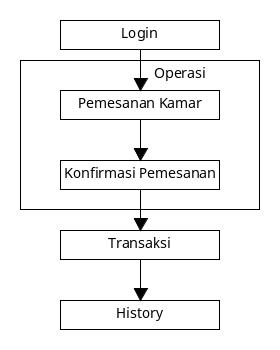 Login
Operasi
Pemesanan Kamar
Konfirmasi Pemesanan
Transaksi
History